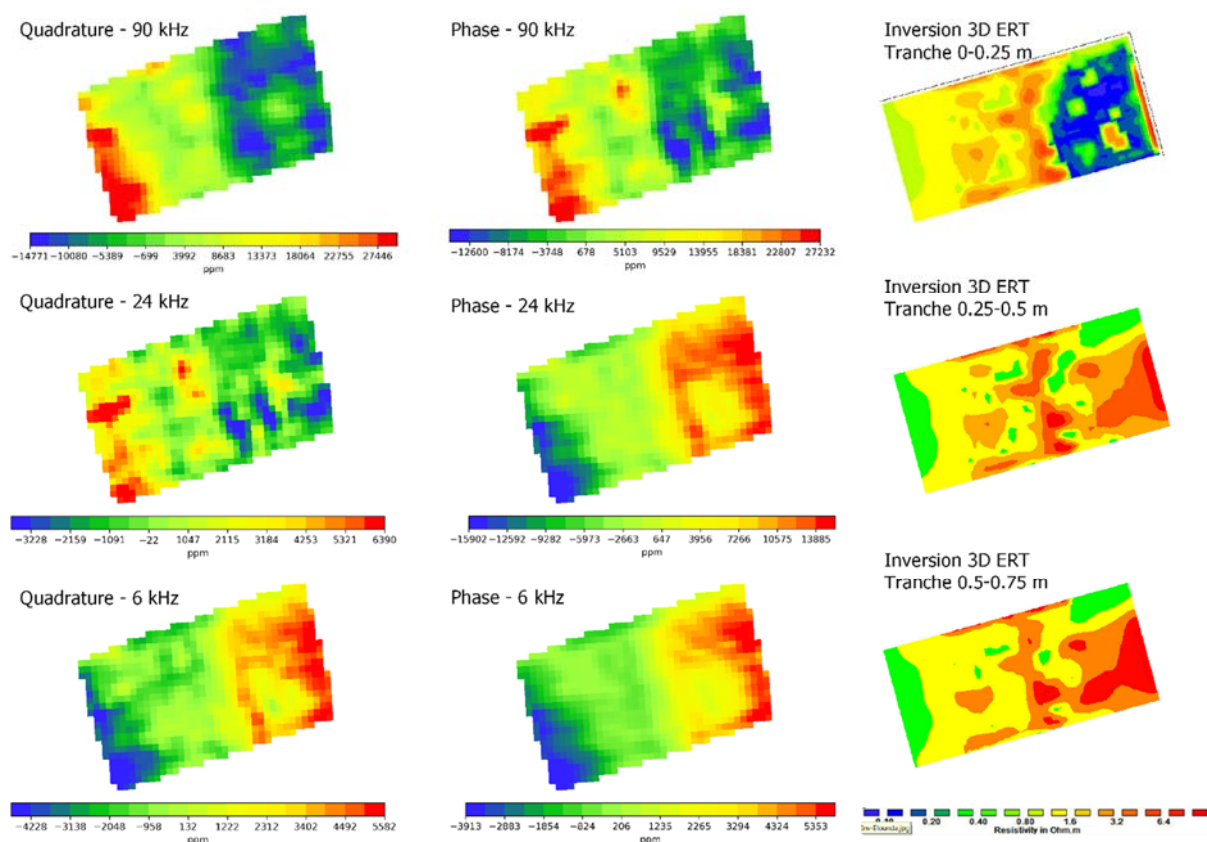 Quadrature - 90 kHz
−14771 −10080 −5389 −699 3992 8683 13373 18064 22755 27446
ppm
Phase - 90 kHz
−12600 −8174 −3748 678 5103 9529 13955 18381 22807 27232
ppm
Inversion 3D ERT
Tranche 0-0.25 m
Quadrature - 24 kHz
−3228 −2159 −1091 −22 1047 2115 3184 4253 5321 6390
ppm
Phase - 24 kHz
−15902 −12592 −9282 −5973 −2663 647 3956 7266 10575 13885
ppm
Inversion 3D ERT
Tranche 0.25-0.5 m
Quadrature - 6 kHz
−4228 −3138 −2048 −958 132 1222 2312 3402 4492 5582
ppm
Phase - 6 kHz
−3913 −2883 −1854 −824 206 1235 2265 3294 4324 5353
ppm
Inversion 3D ERT
Tranche 0.5-0.75 m
0.10 0.20 0.40 0.80 1.6 3.2 6.4
Resistivity in Ohm.m